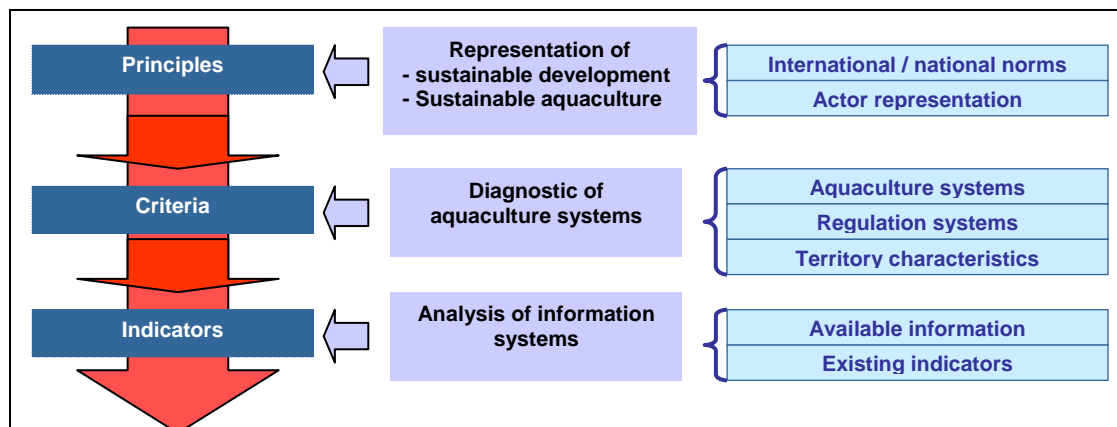 Principles
Representation of
- sustainable development
- Sustainable aquaculture
International / national norms
Actor representation
Criteria
Diagnostic of
aquaculture systems
Aquaculture systems
Regulation systems
Territory characteristics
Indicators
Analysis of information
systems
Available information
Existing indicators